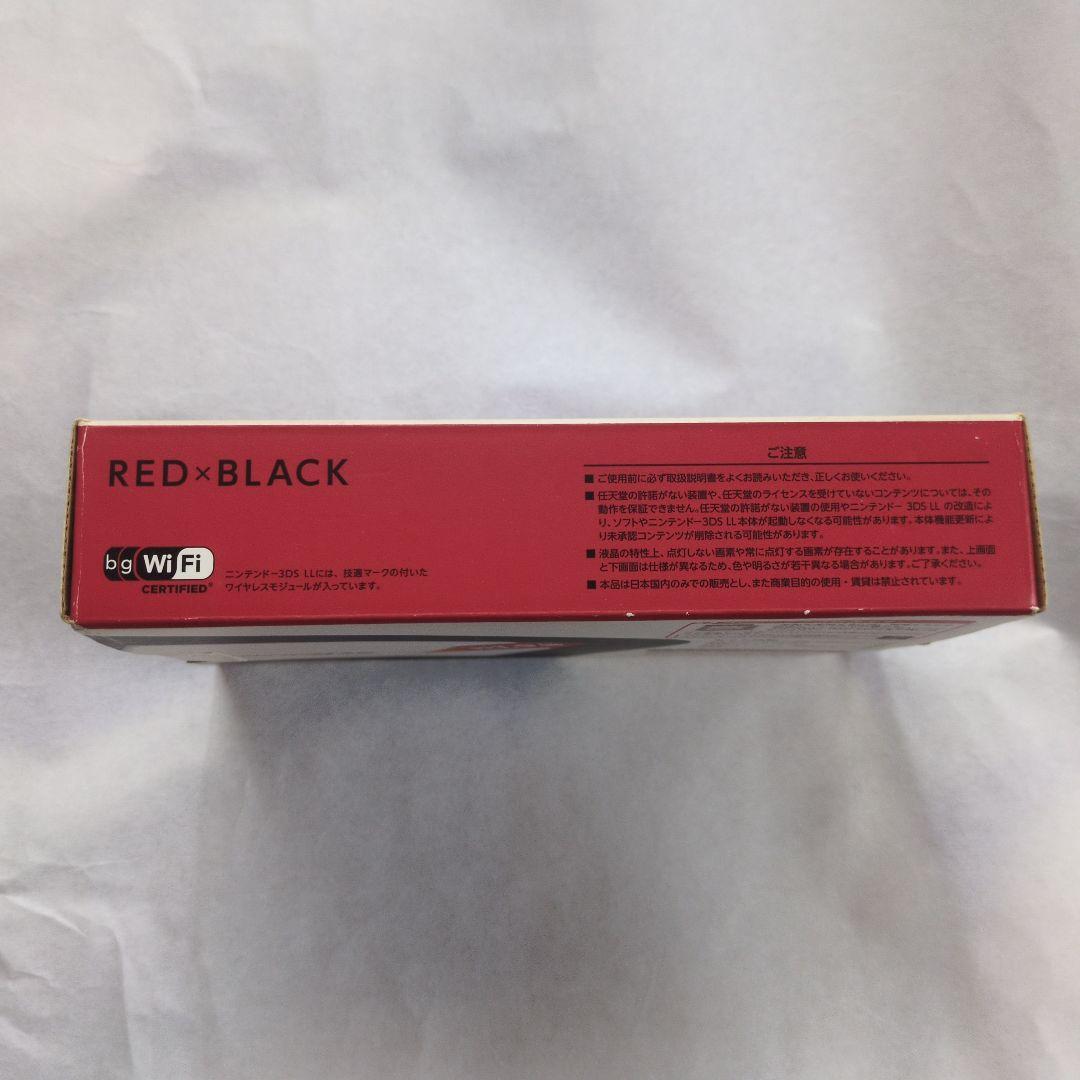 RED×BLACK
b g Wi Fi
CERTIFIED®
ニンテンドー3DS LLには、技適マークの付いた
ワイヤレスモジュールが入っています。
ご注意
■ ご使用前に必ず取扱説明書をよくお読みいただき、正しくお使いください。
■ 任天堂の許諾がない装置や、任天堂のライセンスを受けていないコンテンツについては、その
動作を保証できません。任天堂の許諾がない装置の使用やニンテンドー 3DS LL の改造によ
り、ソフトやニンテンドー3DS LL本体が起動しなくなる可能性があります。本体機能更新によ
り未承認コンテンツが削除される可能性があります。
■ 液晶の特性上、点灯しない画素や常に点灯する画素が存在することがあります。また、上画面
と下画面は仕様が異なるため、色や明るさが若干異なる場合があります。ご了承ください。
■ 本品は日本国内のみでの販売とし、また商業目的の使用・賃貸は禁止されています。